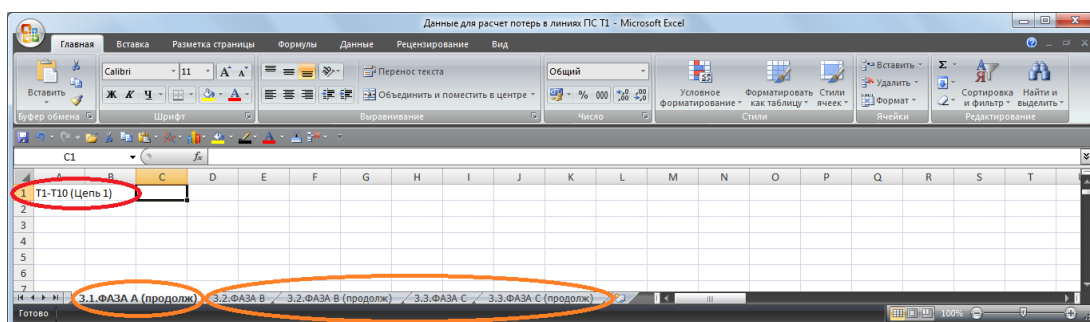 Данные для расчет потерь в линиях ПС Т1 - Microsoft Excel
Главная Вставка Разметка страницы Формулы Данные Рецензирование Вид
Calibri 11 A A Перенос текста Общий
Вставить Ж К Ч Объединить и поместить в центре % 000 Условное форматирование Форматировать как таблицу Стили ячеек Вставить Удалить Формат Σ Сортировка и фильтр Найти и выделить
Буфер обмена Шрифт Выравнивание Число Стили Ячейки Редактирование
C1 fx
A B C D E F G H I J K L M N O P Q R S T
1 Т1-Т10 (Цепь 1)
2
3
4
5
6
7
3.1.ФАЗА А (продолж) 3.2.ФАЗА В 3.2.ФАЗА В (продолж) 3.3.ФАЗА С 3.3.ФАЗА С (продолж)
Готово 100%